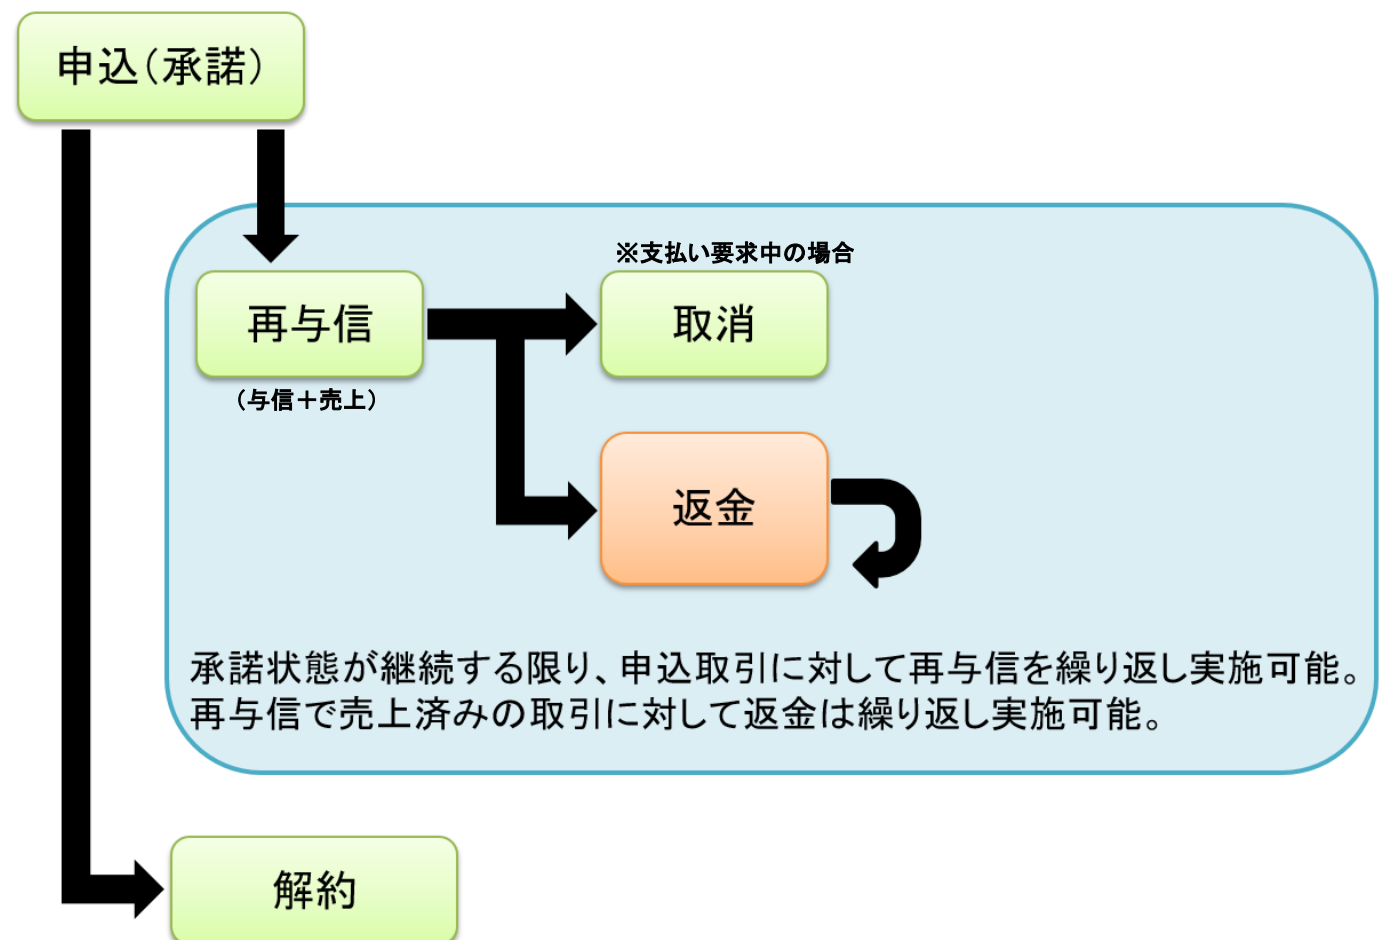 申込（承諾）
※支払い要求中の場合
再与信
取消
（与信＋売上）
返金
承諾状態が継続する限り、申込取引に対して再与信を繰り返し実施可能。
再与信で売上済みの取引に対して返金は繰り返し実施可能。
解約